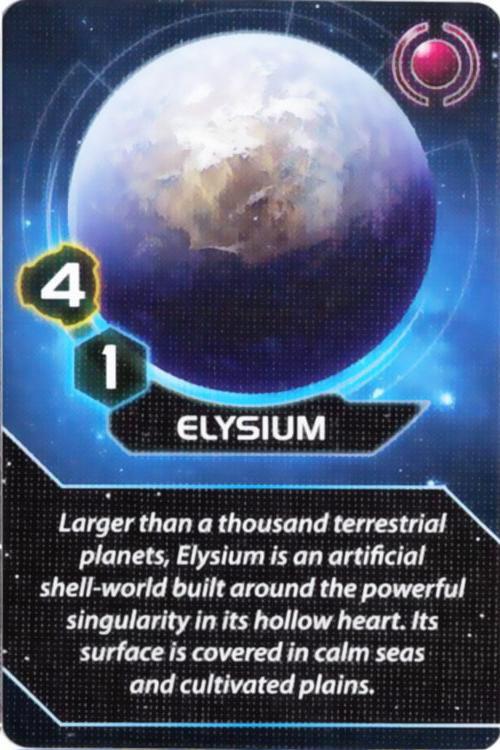 4
1
ELYSIUM
Larger than a thousand terrestrial
planets, Elysium is an artificial
shell-world built around the powerful
singularity in its hollow heart. Its
surface is covered in calm seas
and cultivated plains.